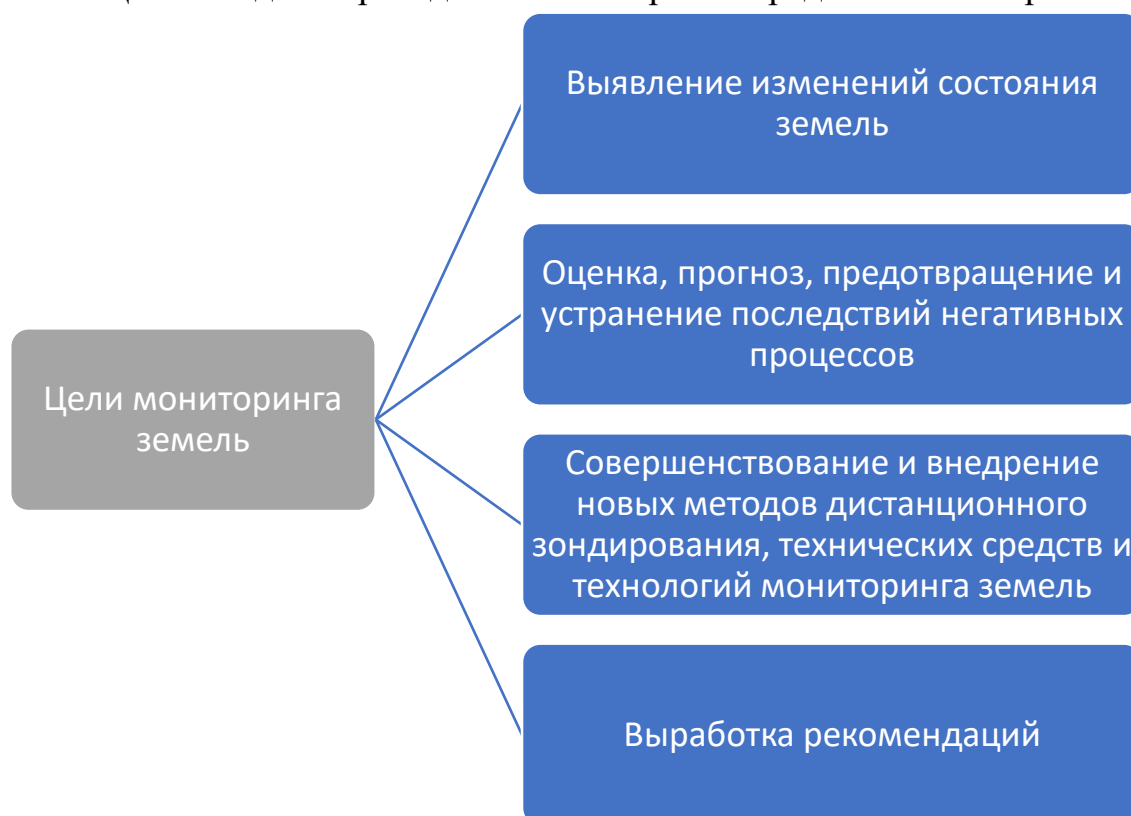 Выявление изменений состояния
земель
Оценка, прогноз, предотвращение и
устранение последствий негативных
процессов
Цели мониторинга
земель
Совершенствование и внедрение
новых методов дистанционного
зондирования, технических средств и
технологий мониторинга земель
Выработка рекомендаций